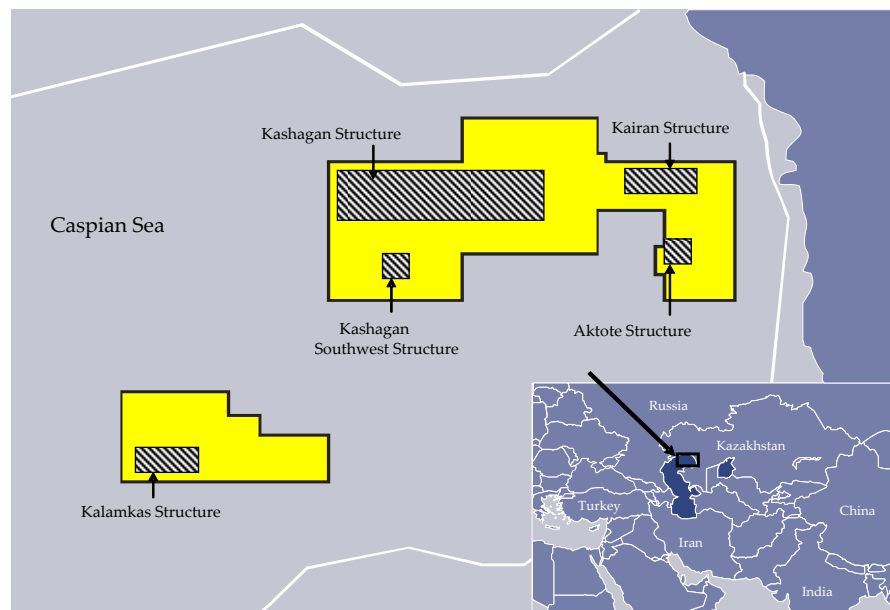 Kashagan Structure
Kairan Structure
Caspian Sea
Kashagan
Southwest Structure
Aktote Structure
Kalamkas Structure
Russia
Kazakhstan
Turkey
China
Iran
India